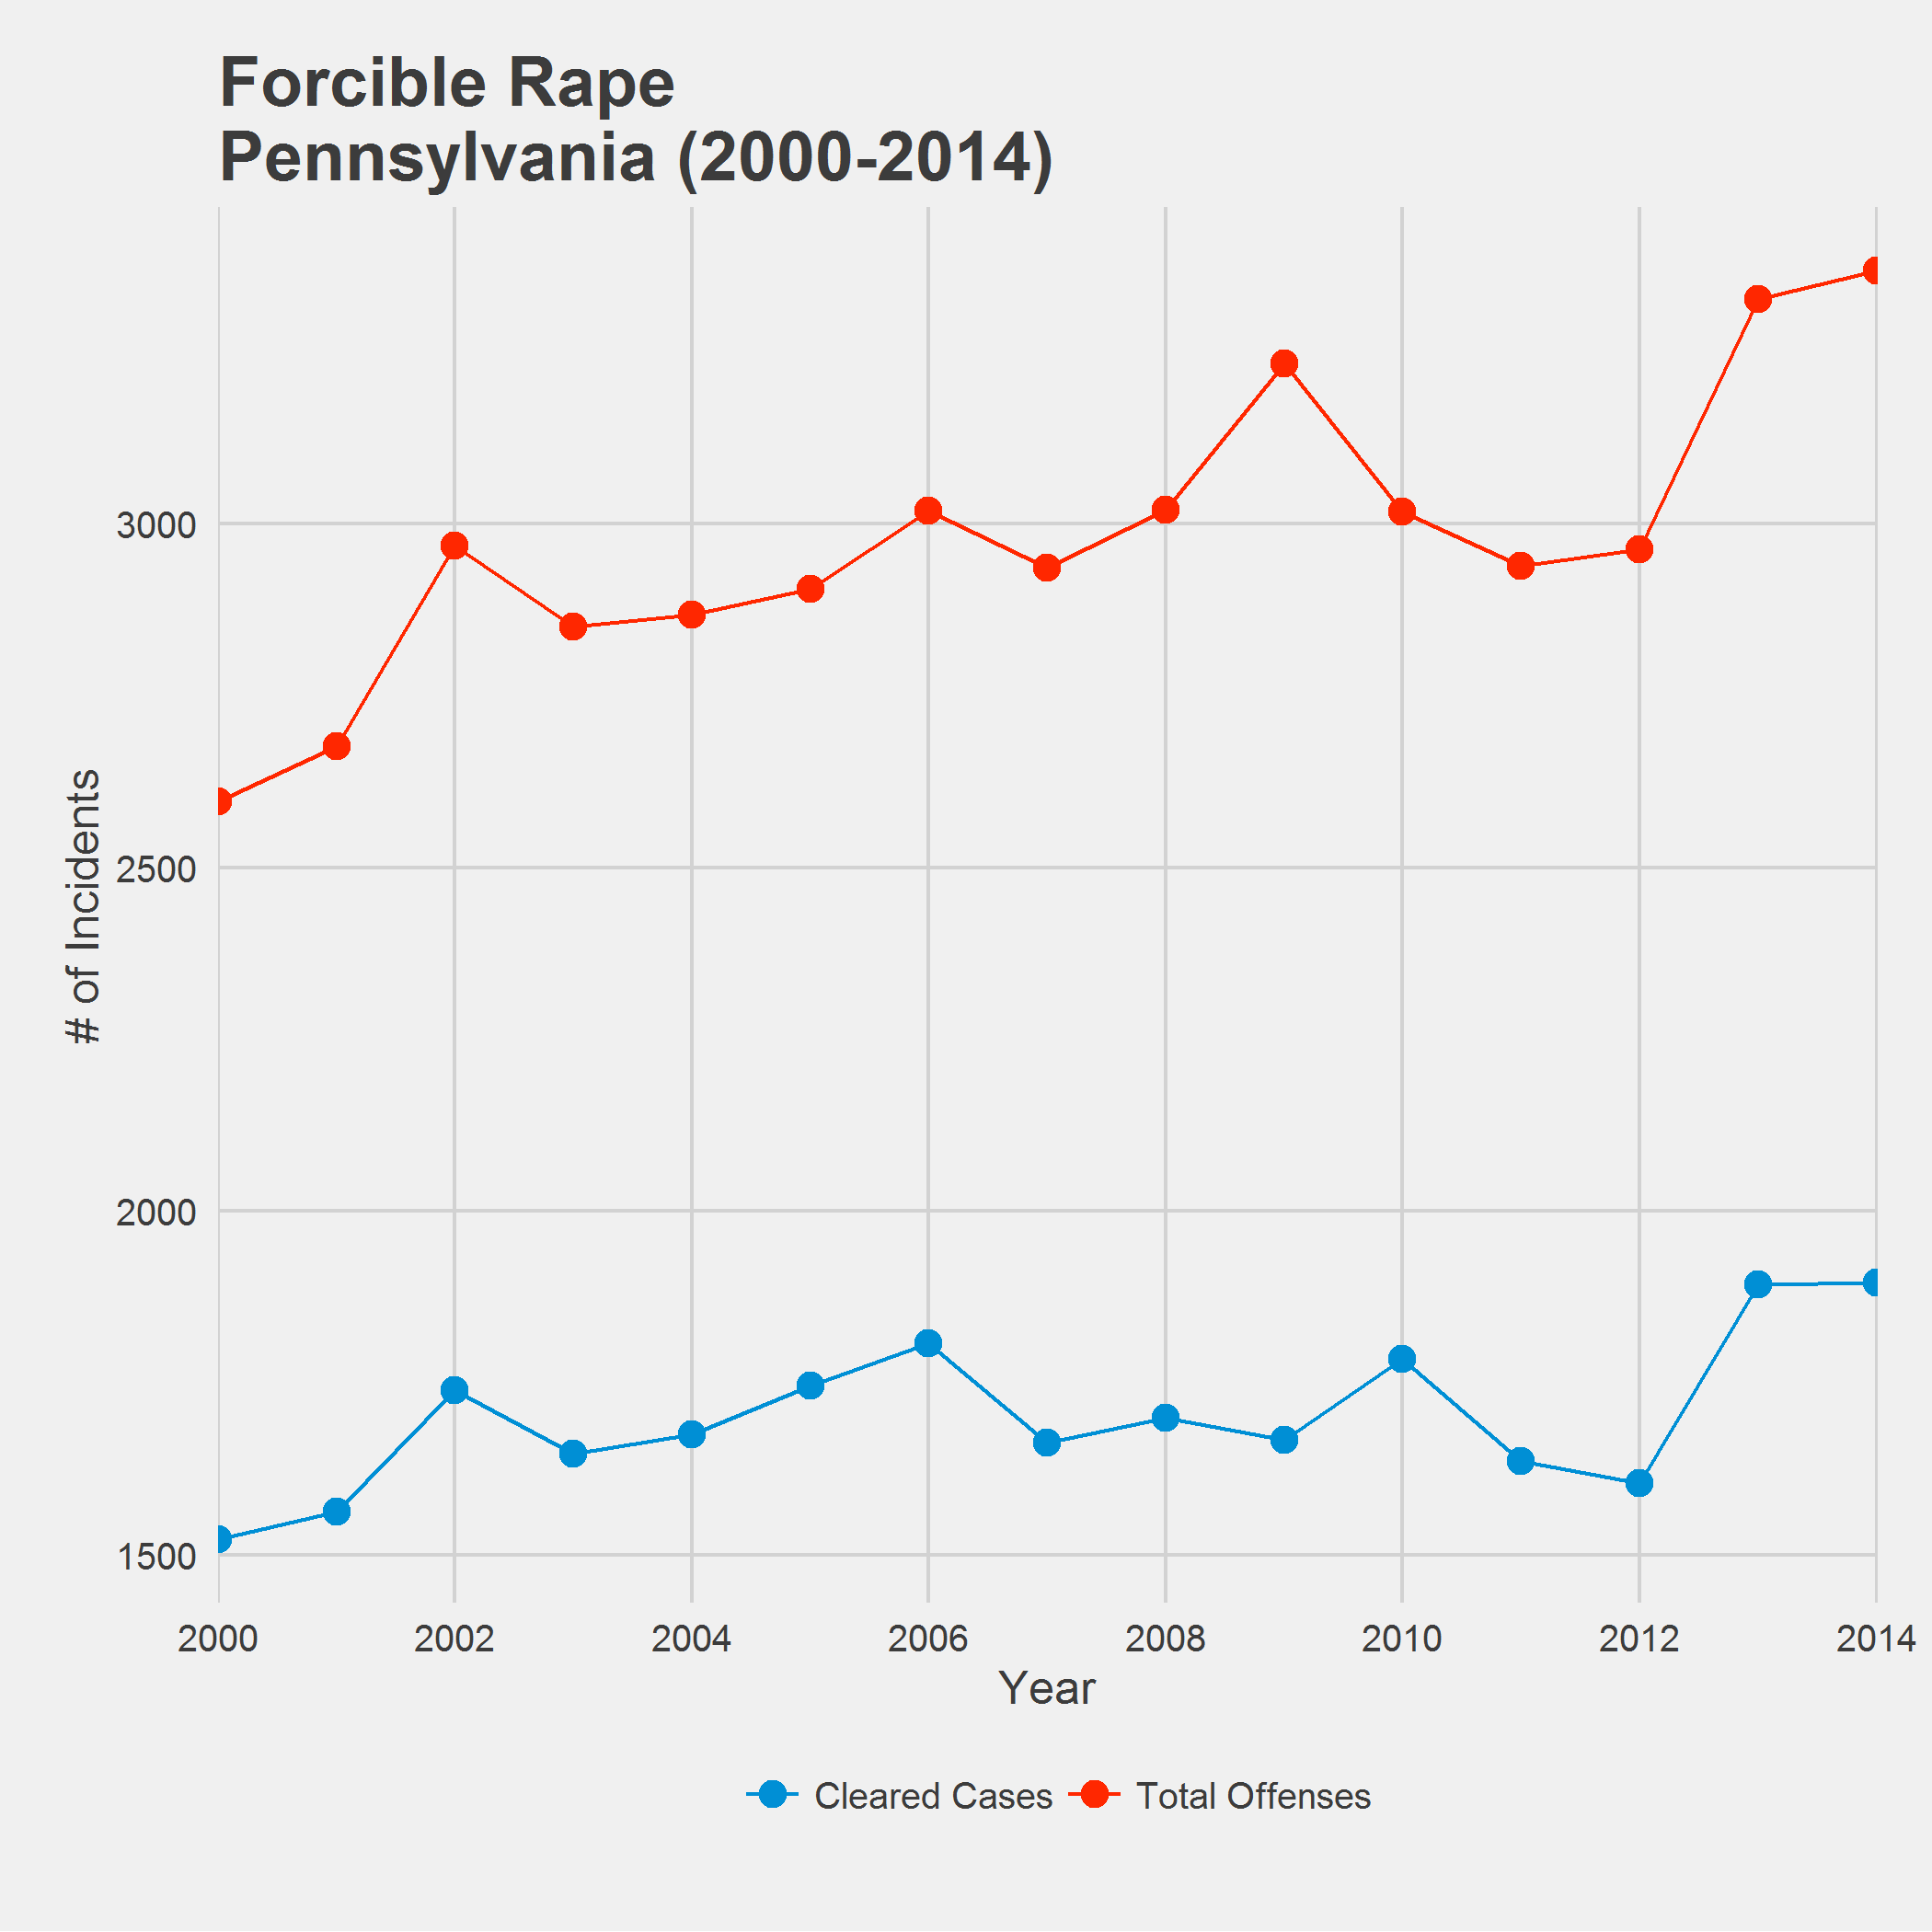 Forcible Rape
Pennsylvania (2000-2014)
# of Incidents
3000
2500
2000
1500
2000 2002 2004 2006 2008 2010 2012 2014
Year
Cleared Cases Total Offenses